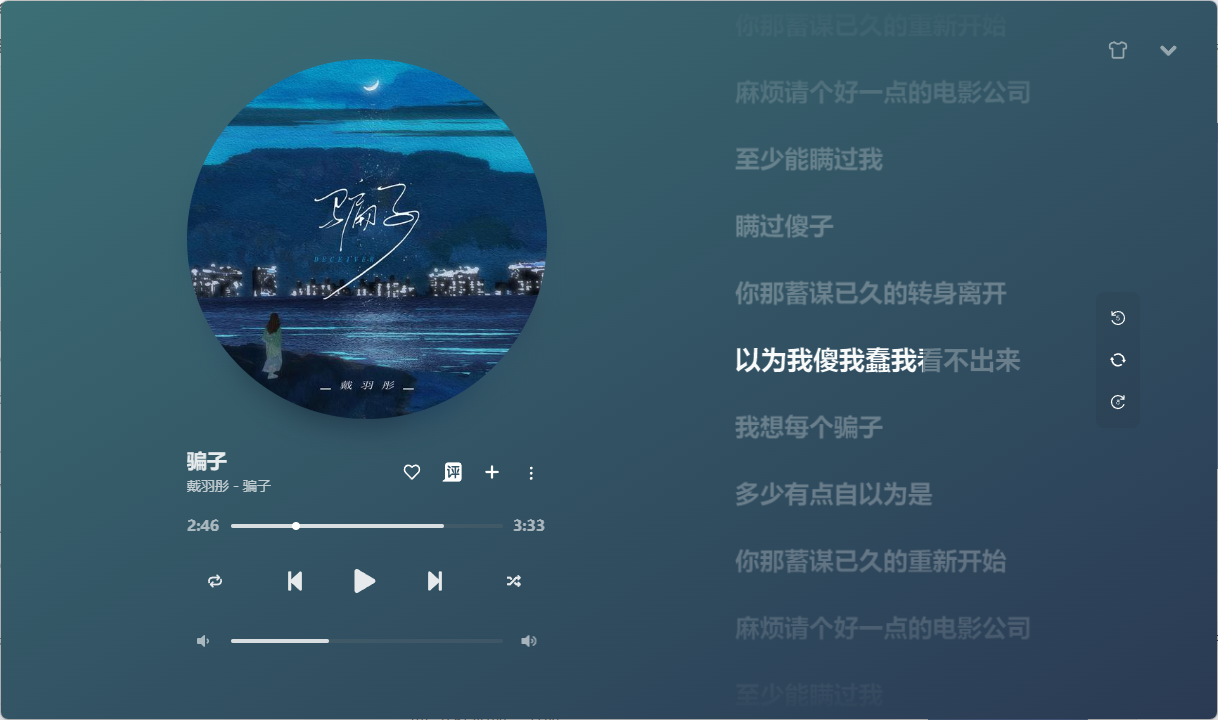 骗子
DECEIVER
戴羽彤
骗子
评
戴羽彤 - 骗子
2:46
3:33
你那蓄谋已久的重新开始
麻烦请个好一点的电影公司
至少能瞒过我
瞒过傻子
你那蓄谋已久的转身离开
以为我傻我蠢我看不出来
我想每个骗子
多少有点自以为是
你那蓄谋已久的重新开始
麻烦请个好一点的电影公司
至少能瞒过我